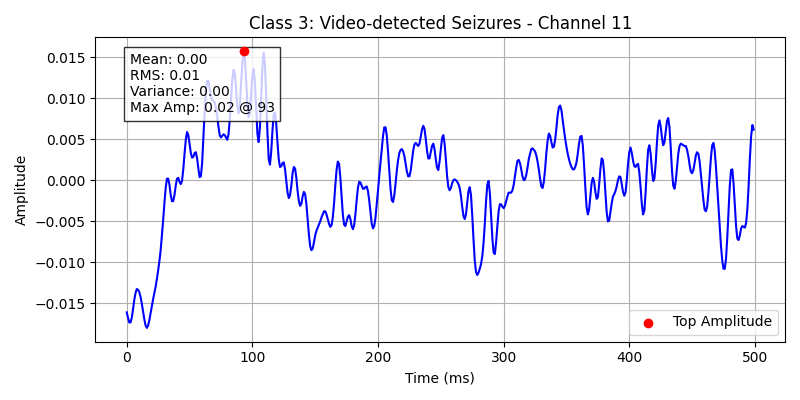 Class 3: Video-detected Seizures - Channel 11
Amplitude
0.015
0.010
0.005
0.000
−0.005
−0.010
−0.015
Mean: 0.00
RMS: 0.01
Variance: 0.00
Max Amp: 0.02 @ 93
Top Amplitude
0 100 200 300 400 500
Time (ms)